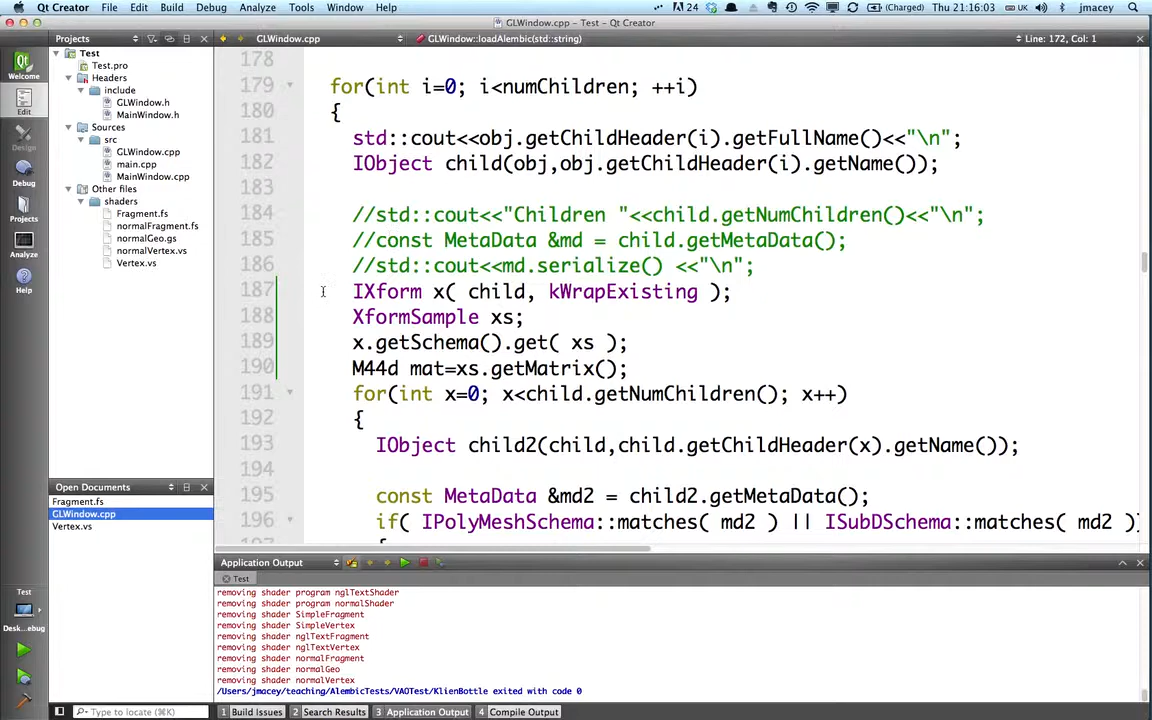 Qt Creator File Edit Build Debug Analyze Tools Window Help 24 (Charged) Thu 21:16:03 UK jmacey
GLWindow.cpp - Test - Qt Creator
Projects GLWindow.cpp GLWindow::loadAlembic(std::string) Line: 172, Col: 1
Welcome
Edit
Design
Debug
Projects
Analyze
Help
Test
Desk...ebug
Test
Test.pro
Headers
include
GLWindow.h
MainWindow.h
Sources
src
GLWindow.cpp
main.cpp
MainWindow.cpp
Other files
shaders
Fragment.fs
normalFragment.fs
normalGeo.gs
normalVertex.vs
Vertex.vs
Open Documents
Fragment.fs
GLWindow.cpp
Vertex.vs
178
179 for(int i=0; i<numChildren; ++i)
180 {
181 std::cout<<obj.getChildHeader(i).getFullName()<<"\n";
182 IObject child(obj,obj.getChildHeader(i).getName());
183
184 //std::cout<<"Children "<<child.getNumChildren()<<"\n";
185 //const MetaData &md = child.getMetaData();
186 //std::cout<<md.serialize() <<"\n";
187 IXform x( child, kWrapExisting );
188 XformSample xs;
189 x.getSchema().get( xs );
190 M44d mat=xs.getMatrix();
191 for(int x=0; x<child.getNumChildren(); x++)
192 {
193 IObject child2(child,child.getChildHeader(x).getName());
194
195 const MetaData &md2 = child2.getMetaData();
196 if( IPolyMeshSchema::matches( md2 ) || ISubDSchema::matches( md2 ))
197 {
Application Output
Test
removing shader program nglTextShader
removing shader program normalShader
removing shader SimpleFragment
removing shader SimpleVertex
removing shader nglTextFragment
removing shader nglTextVertex
removing shader normalFragment
removing shader normalGeo
removing shader normalVertex
/Users/jmacey/teaching/AlembicTests/VAOTest/KlienBottle exited with code 0
Type to locate (⌘K) 1 Build Issues 2 Search Results 3 Application Output 4 Compile Output